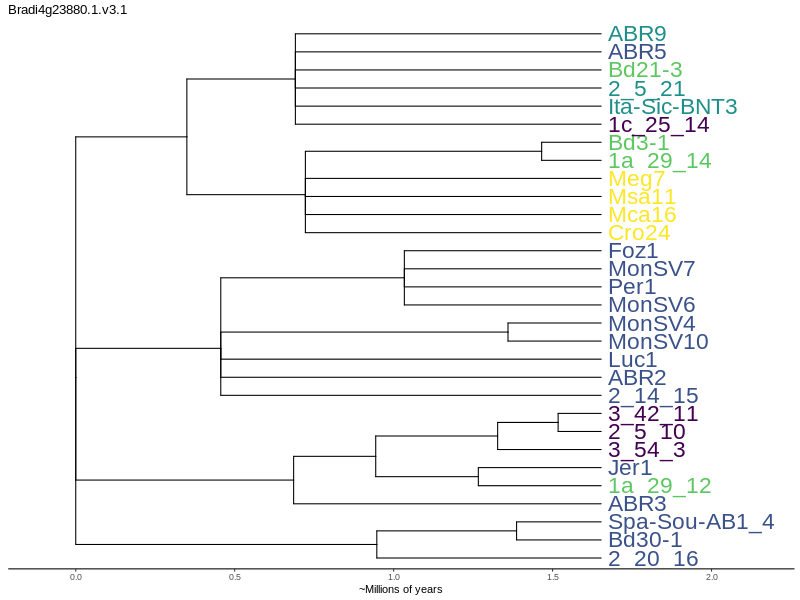 Bradi4g23880.1.v3.1
ABR9
ABR5
Bd21-3
2_5_21
Ita-Sic-BNT3
1c_25_14
Bd3-1
1a_29_14
Meg7
Msa11
Mca16
Cro24
Foz1
MonSV7
Per1
MonSV6
MonSV4
MonSV10
Luc1
ABR2
2_14_15
3_42_11
2_5_10
3_54_3
Jer1
1a_29_12
ABR3
Spa-Sou-AB1_4
Bd30-1
2_20_16
0.0 0.5 1.0 1.5 2.0
~Millions of years